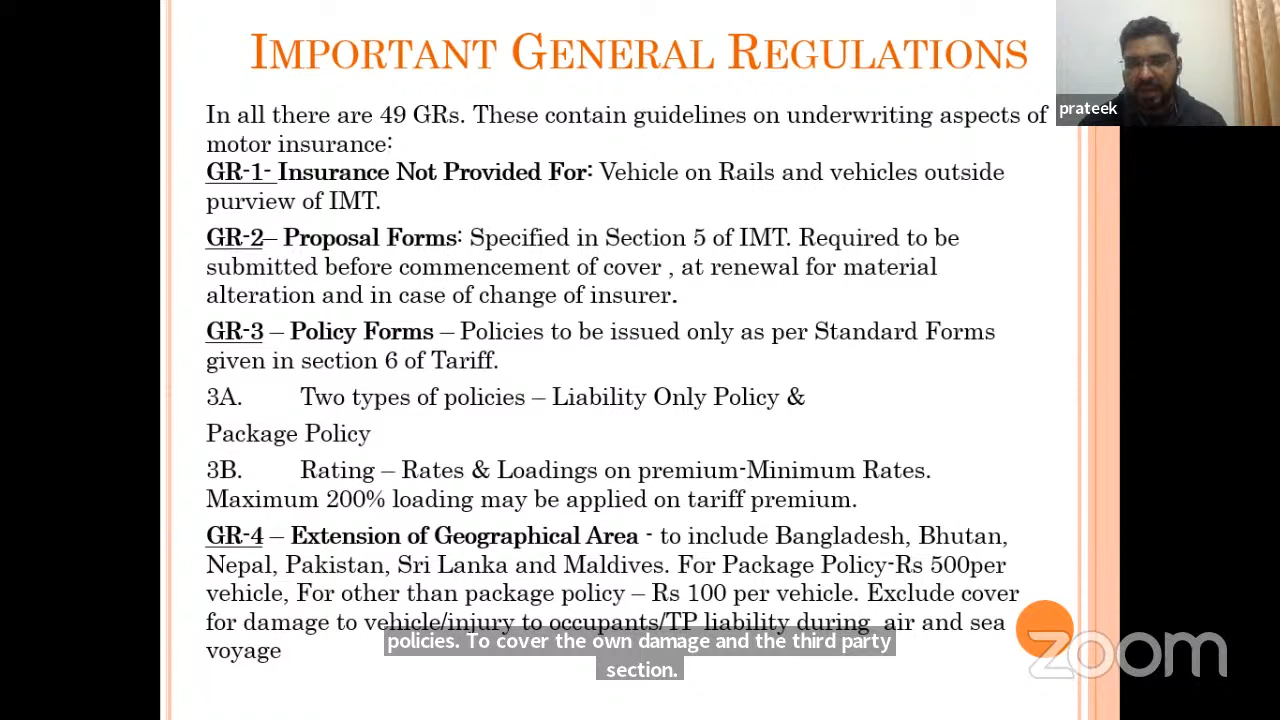 IMPORTANT GENERAL REGULATIONS
prateek
In all there are 49 GRs. These contain guidelines on underwriting aspects of
motor insurance:
GR-1- Insurance Not Provided For: Vehicle on Rails and vehicles outside
purview of IMT.
GR-2– Proposal Forms: Specified in Section 5 of IMT. Required to be
submitted before commencement of cover , at renewal for material
alteration and in case of change of insurer.
GR-3 – Policy Forms – Policies to be issued only as per Standard Forms
given in section 6 of Tariff.
3A. Two types of policies – Liability Only Policy &
Package Policy
3B. Rating – Rates & Loadings on premium-Minimum Rates.
Maximum 200% loading may be applied on tariff premium.
GR-4 – Extension of Geographical Area - to include Bangladesh, Bhutan,
Nepal, Pakistan, Sri Lanka and Maldives. For Package Policy-Rs 500per
vehicle, For other than package policy – Rs 100 per vehicle. Exclude cover
for damage to vehicle/injury to occupants/TP liability during air and sea
voyage
policies. To cover the own damage and the third party
section.
zoom